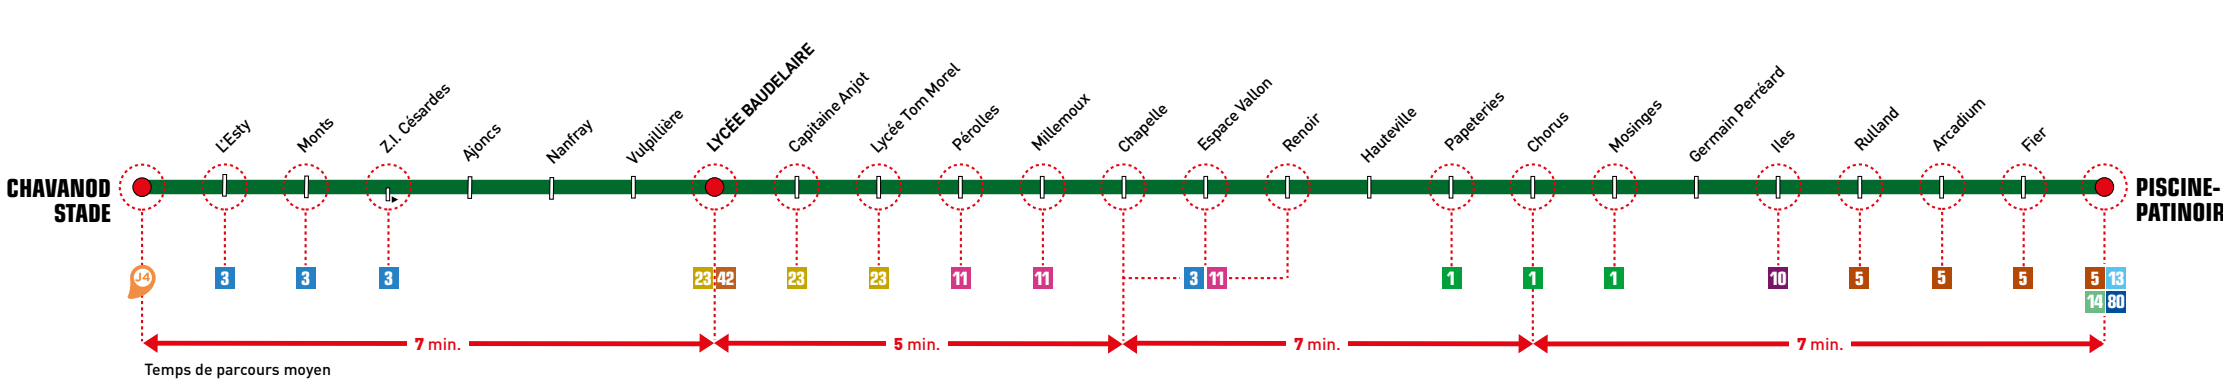 CHAVANOD
STADE
L'Esty
Monts
Z.I. Césardes
Ajoncs
Nanfray
Vulpillière
LYCÉE BAUDELAIRE
Capitaine Anjot
Lycée Tom Morel
Pérolles
Millemoux
Chapelle
Espace Vallon
Renoir
Hauteville
Papeteries
Chorus
Mosinges
Germain Perréard
Iles
Rulland
Arcadium
Fier
PISCINE-
PATINOIR
J4
3
3
3
23 42
23
23
11
11
3 11
1
1
1
10
5
5
5
5 13
14 80
7 min.
5 min.
7 min.
7 min.
Temps de parcours moyen